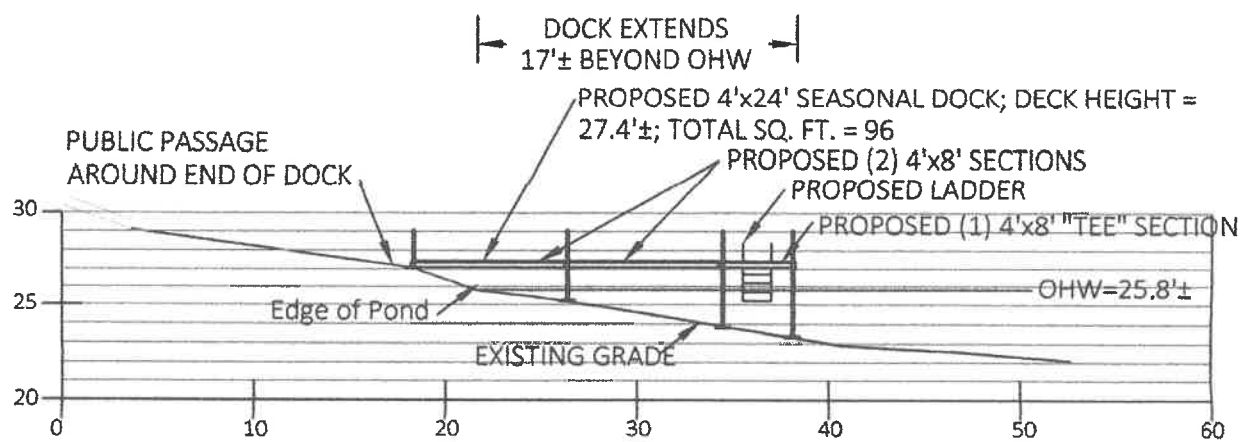 DOCK EXTENDS
17'± BEYOND OHW
PROPOSED 4'x24' SEASONAL DOCK; DECK HEIGHT =
27.4'±; TOTAL SQ. FT. = 96
PUBLIC PASSAGE
AROUND END OF DOCK
PROPOSED (2) 4'x8' SECTIONS
PROPOSED LADDER
PROPOSED (1) 4'x8' "TEE" SECTION
30
25
20
Edge of Pond
OHW=25.8'±
EXISTING GRADE
0 10 20 30 40 50 60